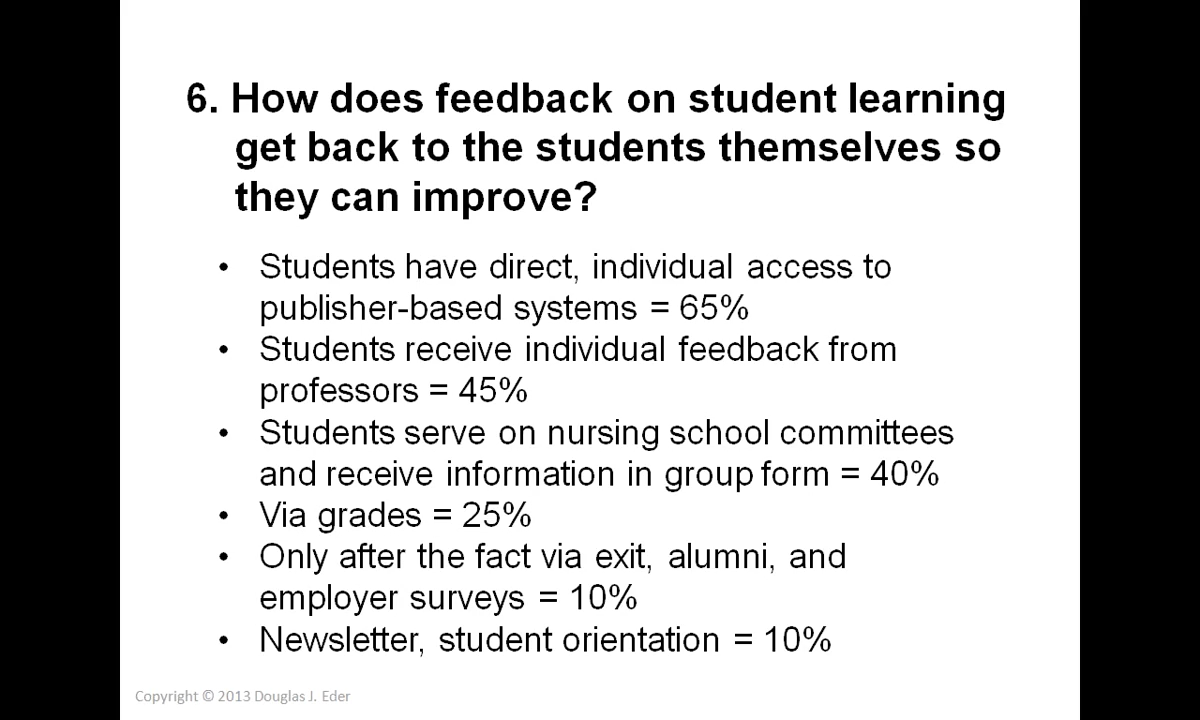 6. How does feedback on student learning
get back to the students themselves so
they can improve?
• Students have direct, individual access to
publisher-based systems = 65%
• Students receive individual feedback from
professors = 45%
• Students serve on nursing school committees
and receive information in group form = 40%
• Via grades = 25%
• Only after the fact via exit, alumni, and
employer surveys = 10%
• Newsletter, student orientation = 10%
Copyright © 2013 Douglas J. Eder